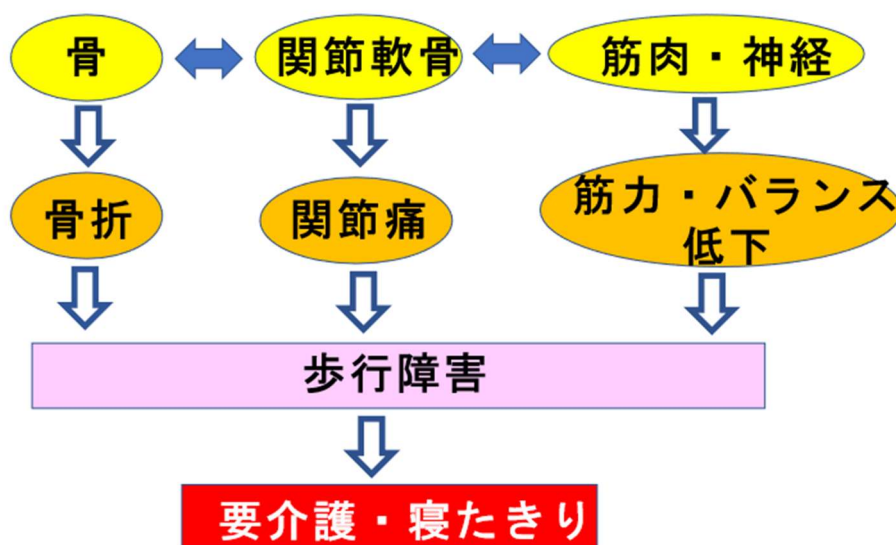 骨
関節軟骨
筋肉・神経
骨折
関節痛
筋力・バランス
低下
歩行障害
要介護・寝たきり